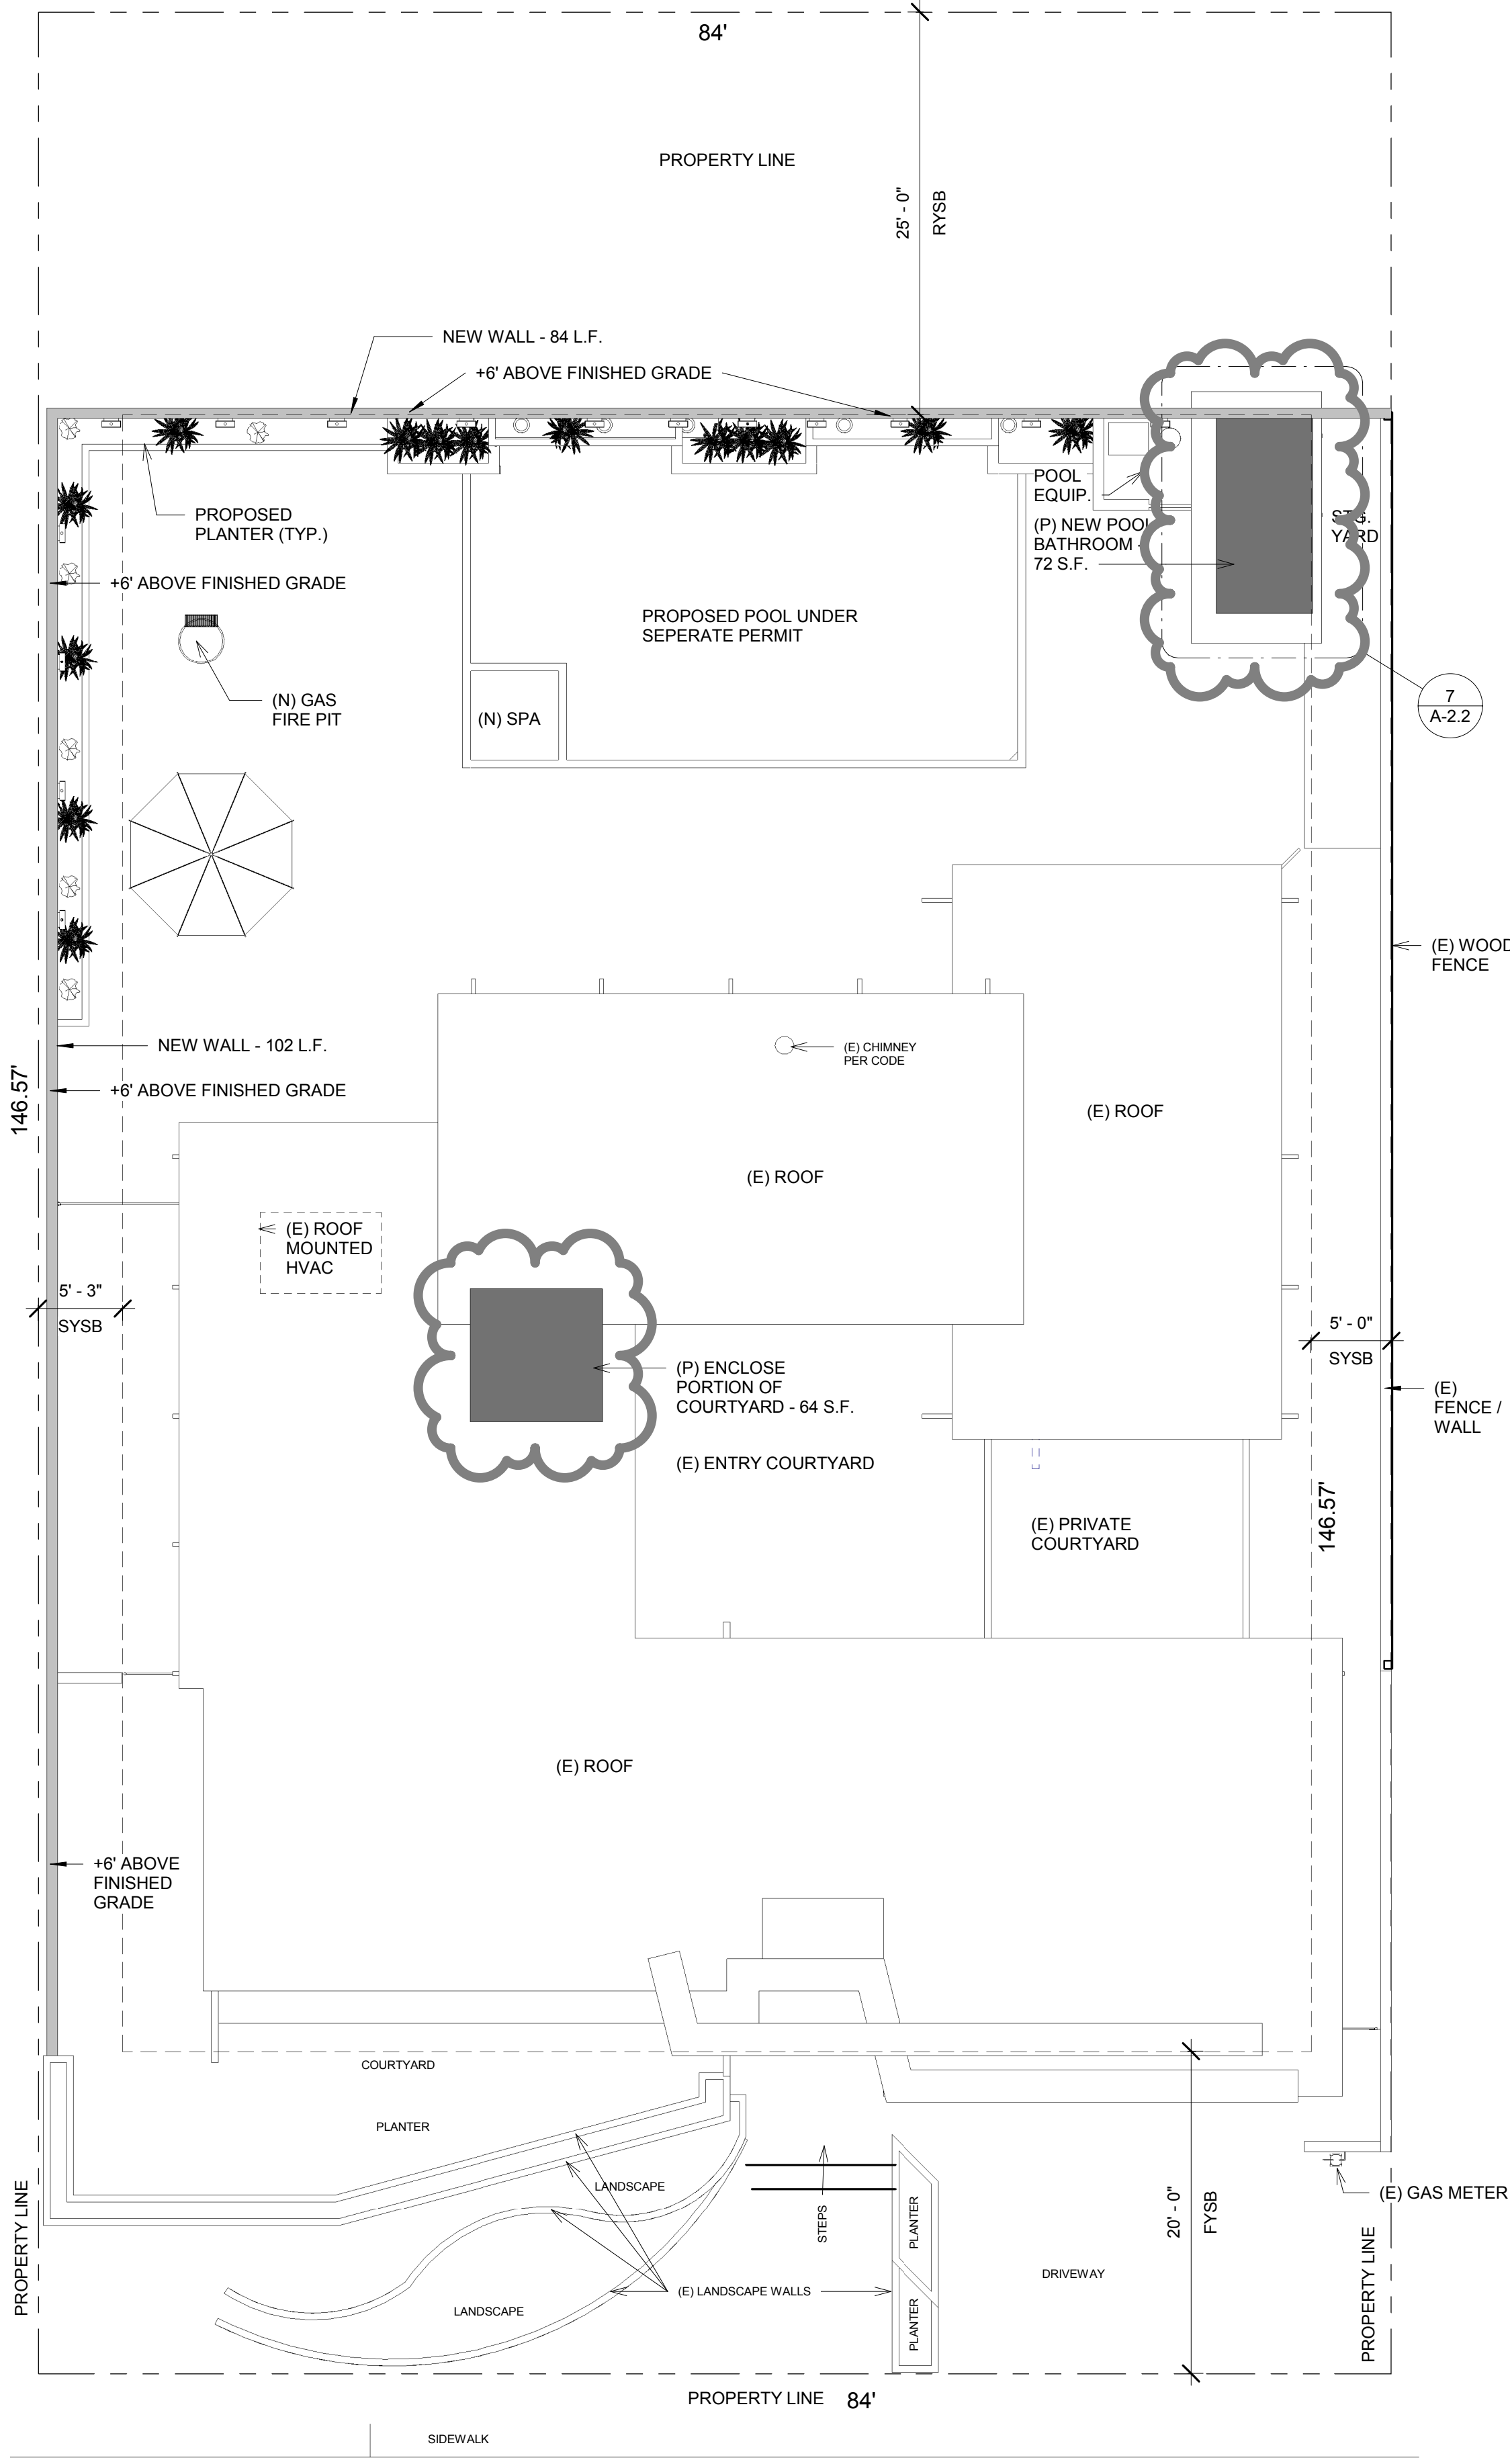 84'
PROPERTY LINE
25' - 0"
RYSB
NEW WALL - 84 L.F.
+6' ABOVE FINISHED GRADE
POOL
EQUIP.
(P) NEW POOL
BATHROOM -
72 S.F.
STG.
YARD
PROPOSED
PLANTER (TYP.)
+6' ABOVE FINISHED GRADE
PROPOSED POOL UNDER
SEPERATE PERMIT
(N) GAS
FIRE PIT
(N) SPA
7
A-2.2
(E) WOOD
FENCE
NEW WALL - 102 L.F.
(E) CHIMNEY
PER CODE
+6' ABOVE FINISHED GRADE
146.57'
(E) ROOF
(E) ROOF
(E) ROOF
MOUNTED
HVAC
5' - 3"
SYSB
5' - 0"
SYSB
(P) ENCLOSE
PORTION OF
COURTYARD - 64 S.F.
(E)
FENCE /
WALL
(E) ENTRY COURTYARD
(E) PRIVATE
COURTYARD
146.57'
(E) ROOF
+6' ABOVE
FINISHED
GRADE
COURTYARD
PLANTER
LANDSCAPE
STEPS
PLANTER
20' - 0"
FYSB
(E) GAS METER
PROPERTY LINE
(E) LANDSCAPE WALLS
DRIVEWAY
PROPERTY LINE
LANDSCAPE
PLANTER
PROPERTY LINE 84'
SIDEWALK